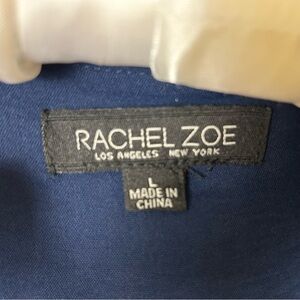 RACHEL ZOE
LOS ANGELES NEW YORK
L
MADE IN
CHINA